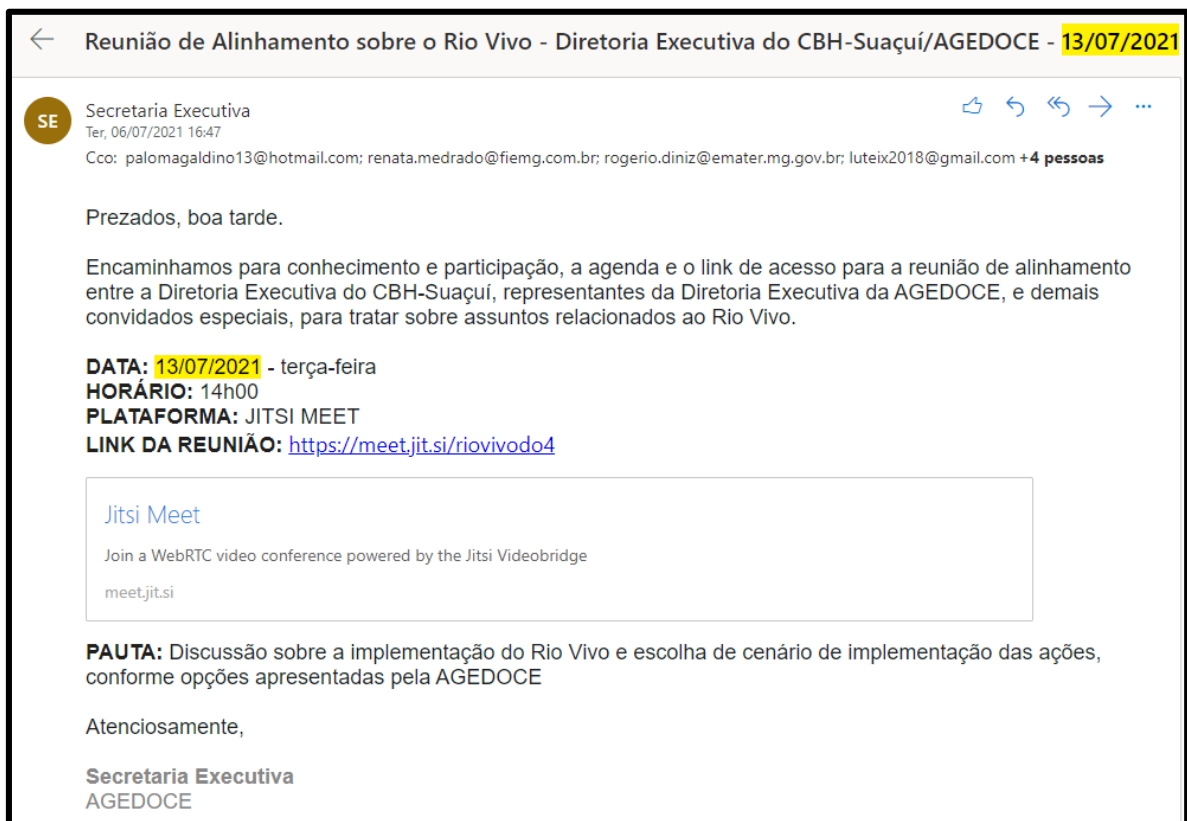 Reunião de Alinhamento sobre o Rio Vivo - Diretoria Executiva do CBH-Suaçuí/AGEDOCE - 13/07/2021
SE
Secretaria Executiva
Ter, 06/07/2021 16:47
Cco: palomagaldino13@hotmail.com; renata.medrado@fiemg.com.br; rogerio.diniz@emater.mg.gov.br; luteix2018@gmail.com +4 pessoas
Prezados, boa tarde.
Encaminhamos para conhecimento e participação, a agenda e o link de acesso para a reunião de alinhamento
entre a Diretoria Executiva do CBH-Suaçuí, representantes da Diretoria Executiva da AGEDOCE, e demais
convidados especiais, para tratar sobre assuntos relacionados ao Rio Vivo.
DATA: 13/07/2021 - terça-feira
HORÁRIO: 14h00
PLATAFORMA: JITSI MEET
LINK DA REUNIÃO: https://meet.jit.si/riovivodo4
Jitsi Meet
Join a WebRTC video conference powered by the Jitsi Videobridge
meet.jit.si
PAUTA: Discussão sobre a implementação do Rio Vivo e escolha de cenário de implementação das ações,
conforme opções apresentadas pela AGEDOCE
Atenciosamente,
Secretaria Executiva
AGEDOCE